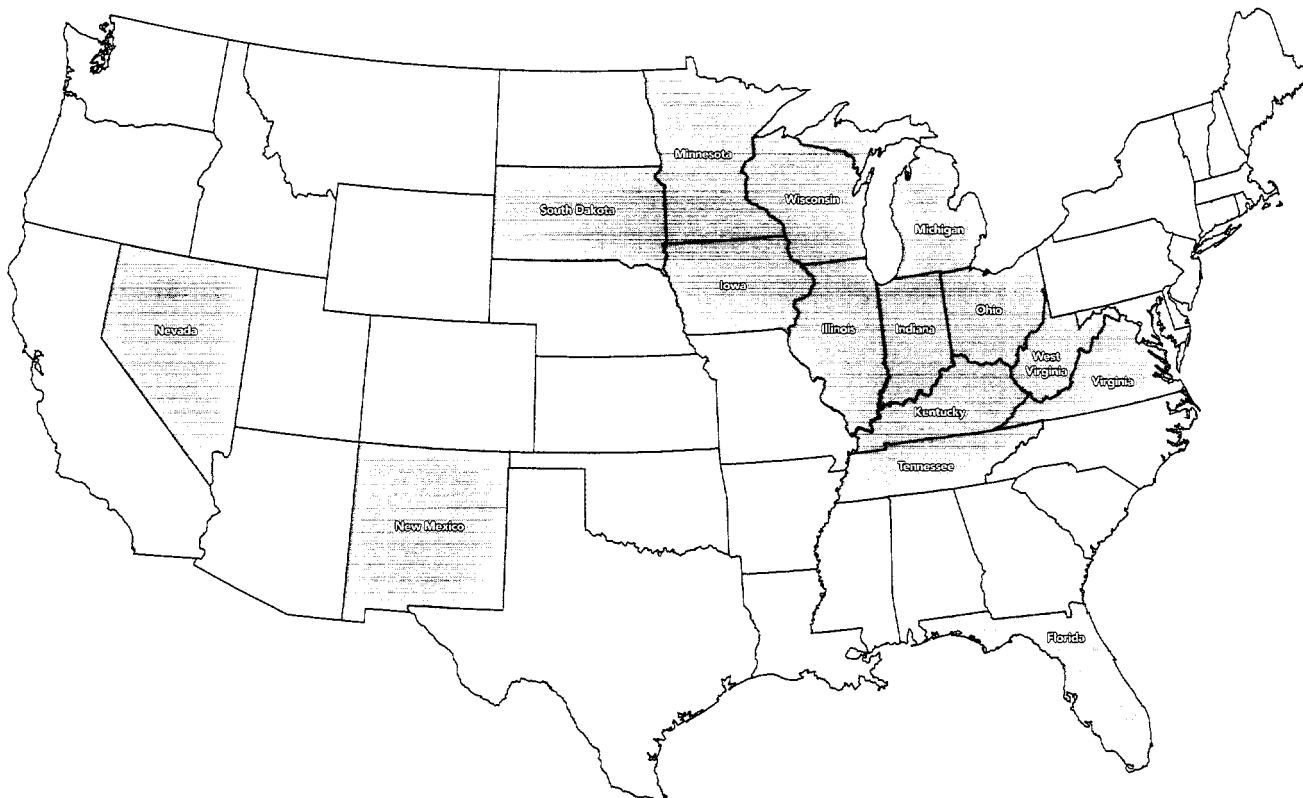 Minnesota
Wisconsin
South Dakota
Michigan
Iowa
Ohio
Nevada
Illinois
Indiana
West
Virginia
Virginia
Kentucky
Tennessee
New Mexico
Florida